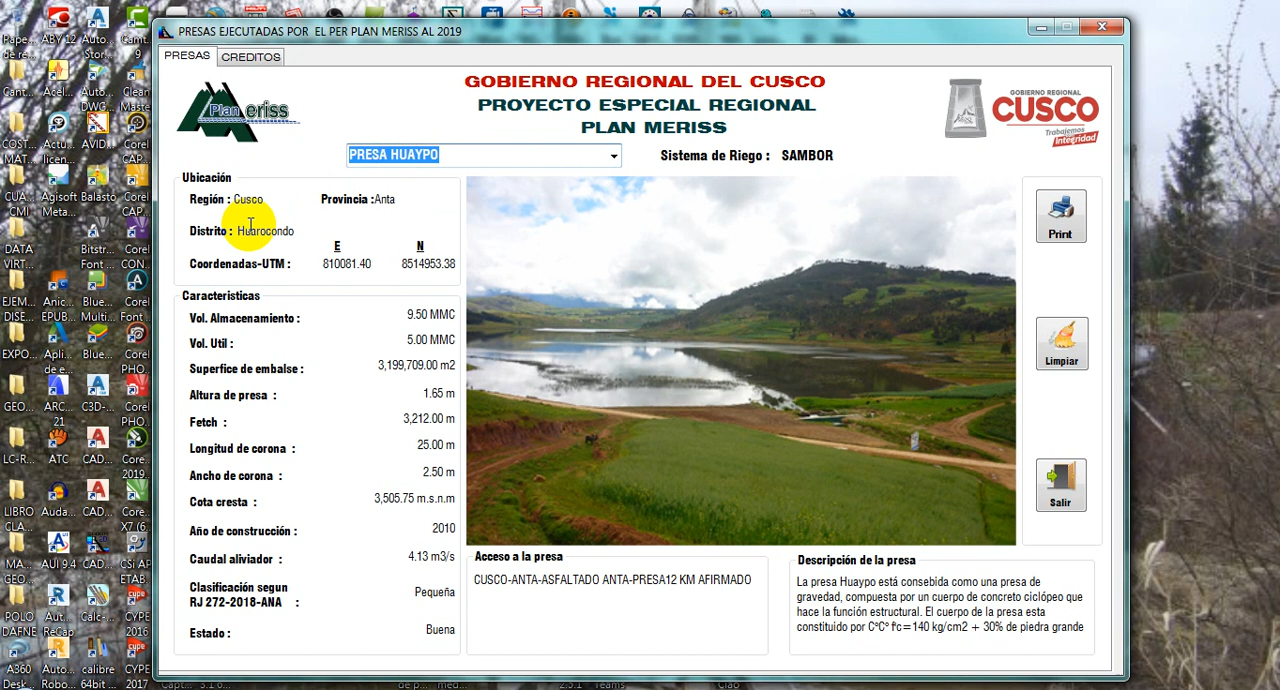 PRESAS EJECUTADAS POR EL PER PLAN MERISS AL 2019
PRESAS CREDITOS
GOBIERNO REGIONAL DEL CUSCO
PROYECTO ESPECIAL REGIONAL
PLAN MERISS
Plan eriss
GOBIERNO REGIONAL
CUSCO
Trabajemos
Integridad
PRESA HUAYPO
Sistema de Riego : SAMBOR
Ubicación
Región : Cusco Provincia :Anta
Distrito : Huarocondo
E N
Coordenadas-UTM : 810081.40 8514953.38
Caracteristicas
Vol. Almacenamiento : 9.50 MMC
Vol. Util : 5.00 MMC
Superfice de embalse : 3,199,709.00 m2
Altura de presa : 1.65 m
Fetch : 3,212.00 m
Longitud de corona : 25.00 m
Ancho de corona : 2.50 m
Cota cresta : 3,505.75 m.s.n.m
Año de construcción : 2010
Caudal aliviador : 4.13 m3/s
Clasificación segun
RJ 272-2018-ANA : Pequeña
Estado : Buena
Print
Limpiar
Salir
Acceso a la presa
CUSCO-ANTA-ASFALTADO ANTA-PRESA12 KM AFIRMADO
Descripción de la presa
La presa Huaypo está consebida como una presa de
gravedad, compuesta por un cuerpo de concreto ciclópeo que
hace la función estructural. El cuerpo de la presa esta
constituido por C°C° f'c=140 kg/cm2 + 30% de piedra grande